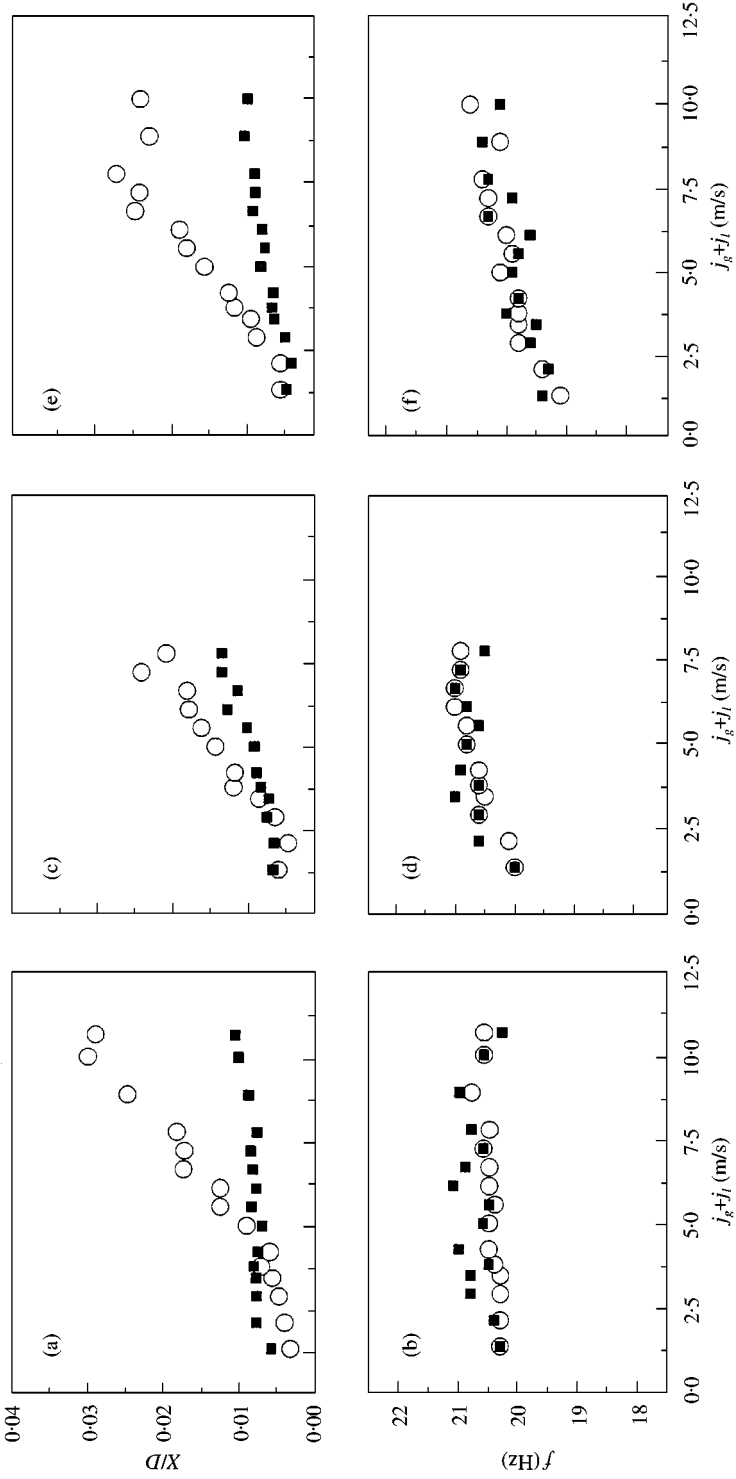 0·04
0·03
0·02
0·01
0·00
X/D
(a)
(c)
(e)
22
21
20
19
18
f(Hz)
(b)
(d)
(f)
0·0 2·5 5·0 7·5 10·0 12·5
0·0 2·5 5·0 7·5 10·0 12·5
0·0 2·5 5·0 7·5 10·0 12·5
j_g+j_l (m/s)
j_g+j_l (m/s)
j_g+j_l (m/s)